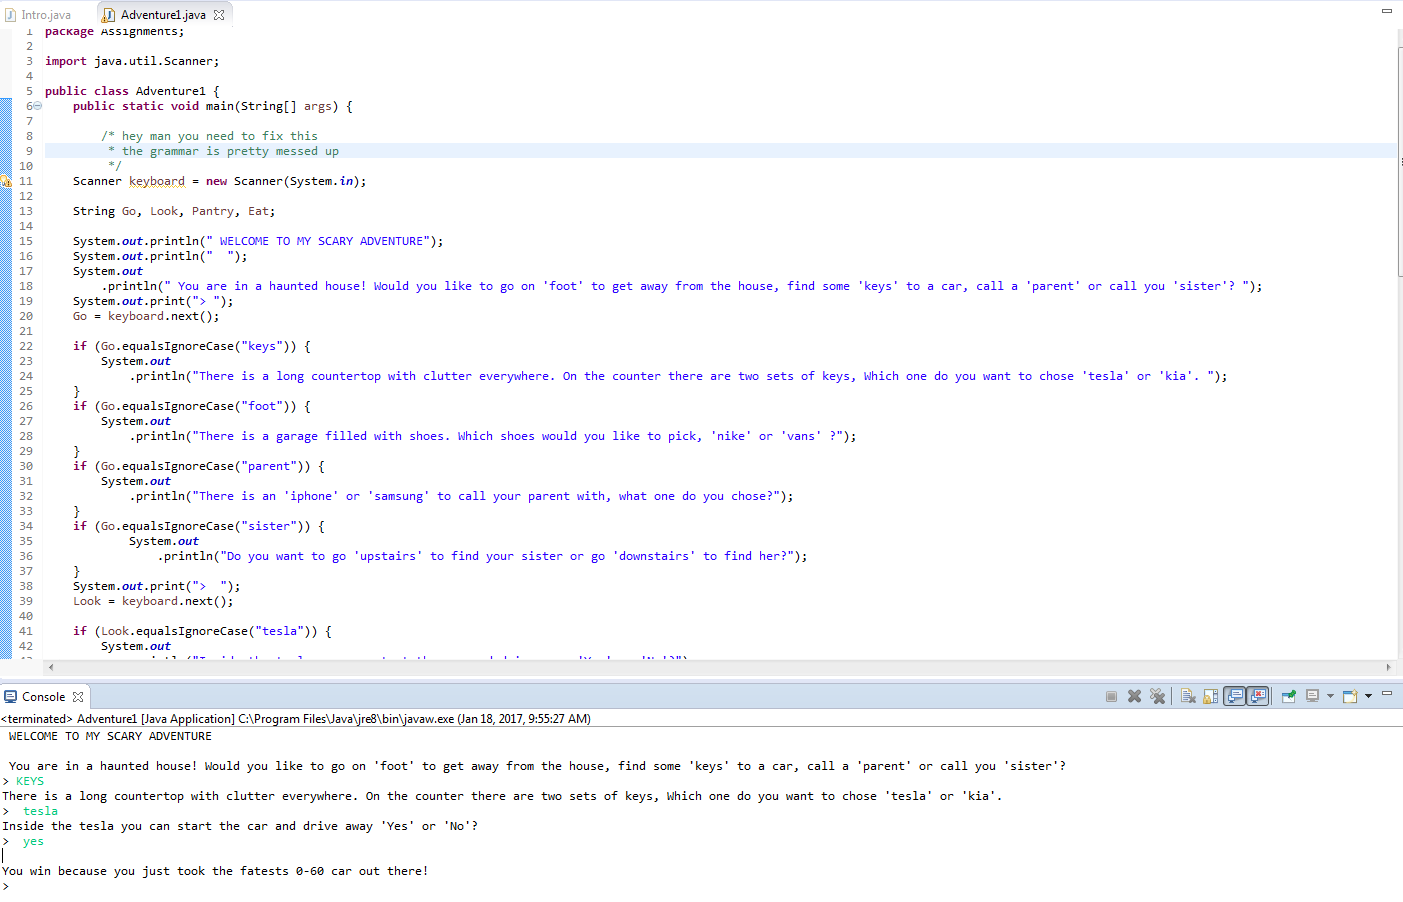 Intro.java Adventure1.java
1 package Assignments;
2
3 import java.util.Scanner;
4
5 public class Adventure1 {
6 public static void main(String[] args) {
7
8 /* hey man you need to fix this
9 * the grammar is pretty messed up
10 */
11 Scanner keyboard = new Scanner(System.in);
12
13 String Go, Look, Pantry, Eat;
14
15 System.out.println(" WELCOME TO MY SCARY ADVENTURE");
16 System.out.println("  ");
17 System.out
18 .println(" You are in a haunted house! Would you like to go on 'foot' to get away from the house, find some 'keys' to a car, call a 'parent' or call you 'sister'? ");
19 System.out.print("> ");
20 Go = keyboard.next();
21
22 if (Go.equalsIgnoreCase("keys")) {
23 System.out
24 .println("There is a long countertop with clutter everywhere. On the counter there are two sets of keys, Which one do you want to chose 'tesla' or 'kia'. ");
25 }
26 if (Go.equalsIgnoreCase("foot")) {
27 System.out
28 .println("There is a garage filled with shoes. Which shoes would you like to pick, 'nike' or 'vans' ?");
29 }
30 if (Go.equalsIgnoreCase("parent")) {
31 System.out
32 .println("There is an 'iphone' or 'samsung' to call your parent with, what one do you chose?");
33 }
34 if (Go.equalsIgnoreCase("sister")) {
35 System.out
36 .println("Do you want to go 'upstairs' to find your sister or go 'downstairs' to find her?");
37 }
38 System.out.print(">  ");
39 Look = keyboard.next();
40
41 if (Look.equalsIgnoreCase("tesla")) {
42 System.out
Console
<terminated> Adventure1 [Java Application] C:\Program Files\Java\jre8\bin\javaw.exe (Jan 18, 2017, 9:55:27 AM)
WELCOME TO MY SCARY ADVENTURE
You are in a haunted house! Would you like to go on 'foot' to get away from the house, find some 'keys' to a car, call a 'parent' or call you 'sister'?
> KEYS
There is a long countertop with clutter everywhere. On the counter there are two sets of keys, Which one do you want to chose 'tesla' or 'kia'.
>  tesla
Inside the tesla you can start the car and drive away 'Yes' or 'No'?
>  yes
You win because you just took the fatests 0-60 car out there!
>